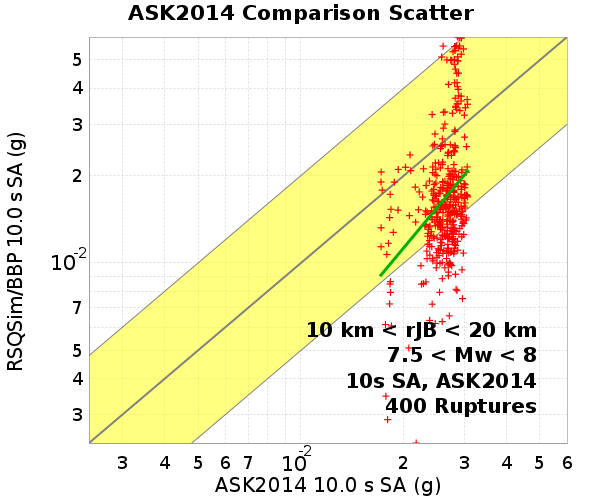 ASK2014 Comparison Scatter
RSQSim/BBP 10.0 s SA (g)
5
4
3
2
10-2
7
5
4
3
10 km < rJB < 20 km
7.5 < Mw < 8
10s SA, ASK2014
400 Ruptures
3 4 5 6 7 10-2 2 3 4 5 6
ASK2014 10.0 s SA (g)